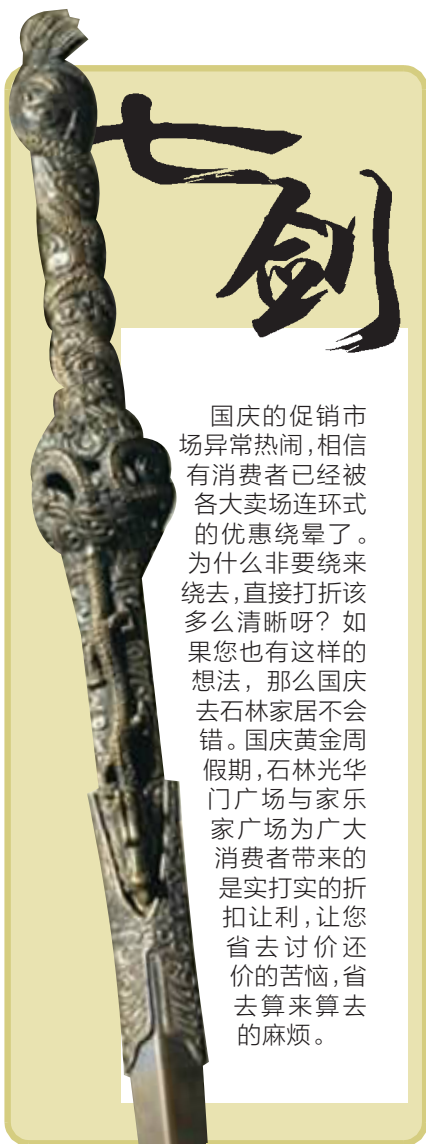 七剑
国庆的促销市
场异常热闹,相信
有消费者已经被
各大卖场连环式
的优惠绕晕了。
为什么非要绕来
绕去,直接打折该
多么清晰呀? 如
果您也有这样的
想法, 那么国庆
去石林家居不会
错。国庆黄金周
假期,石林光华
门广场与家乐
家广场为广大
消费者带来的
是实打实的折
扣让利,让您
省去讨价还
价的苦恼,省
去算来算去
的麻烦。